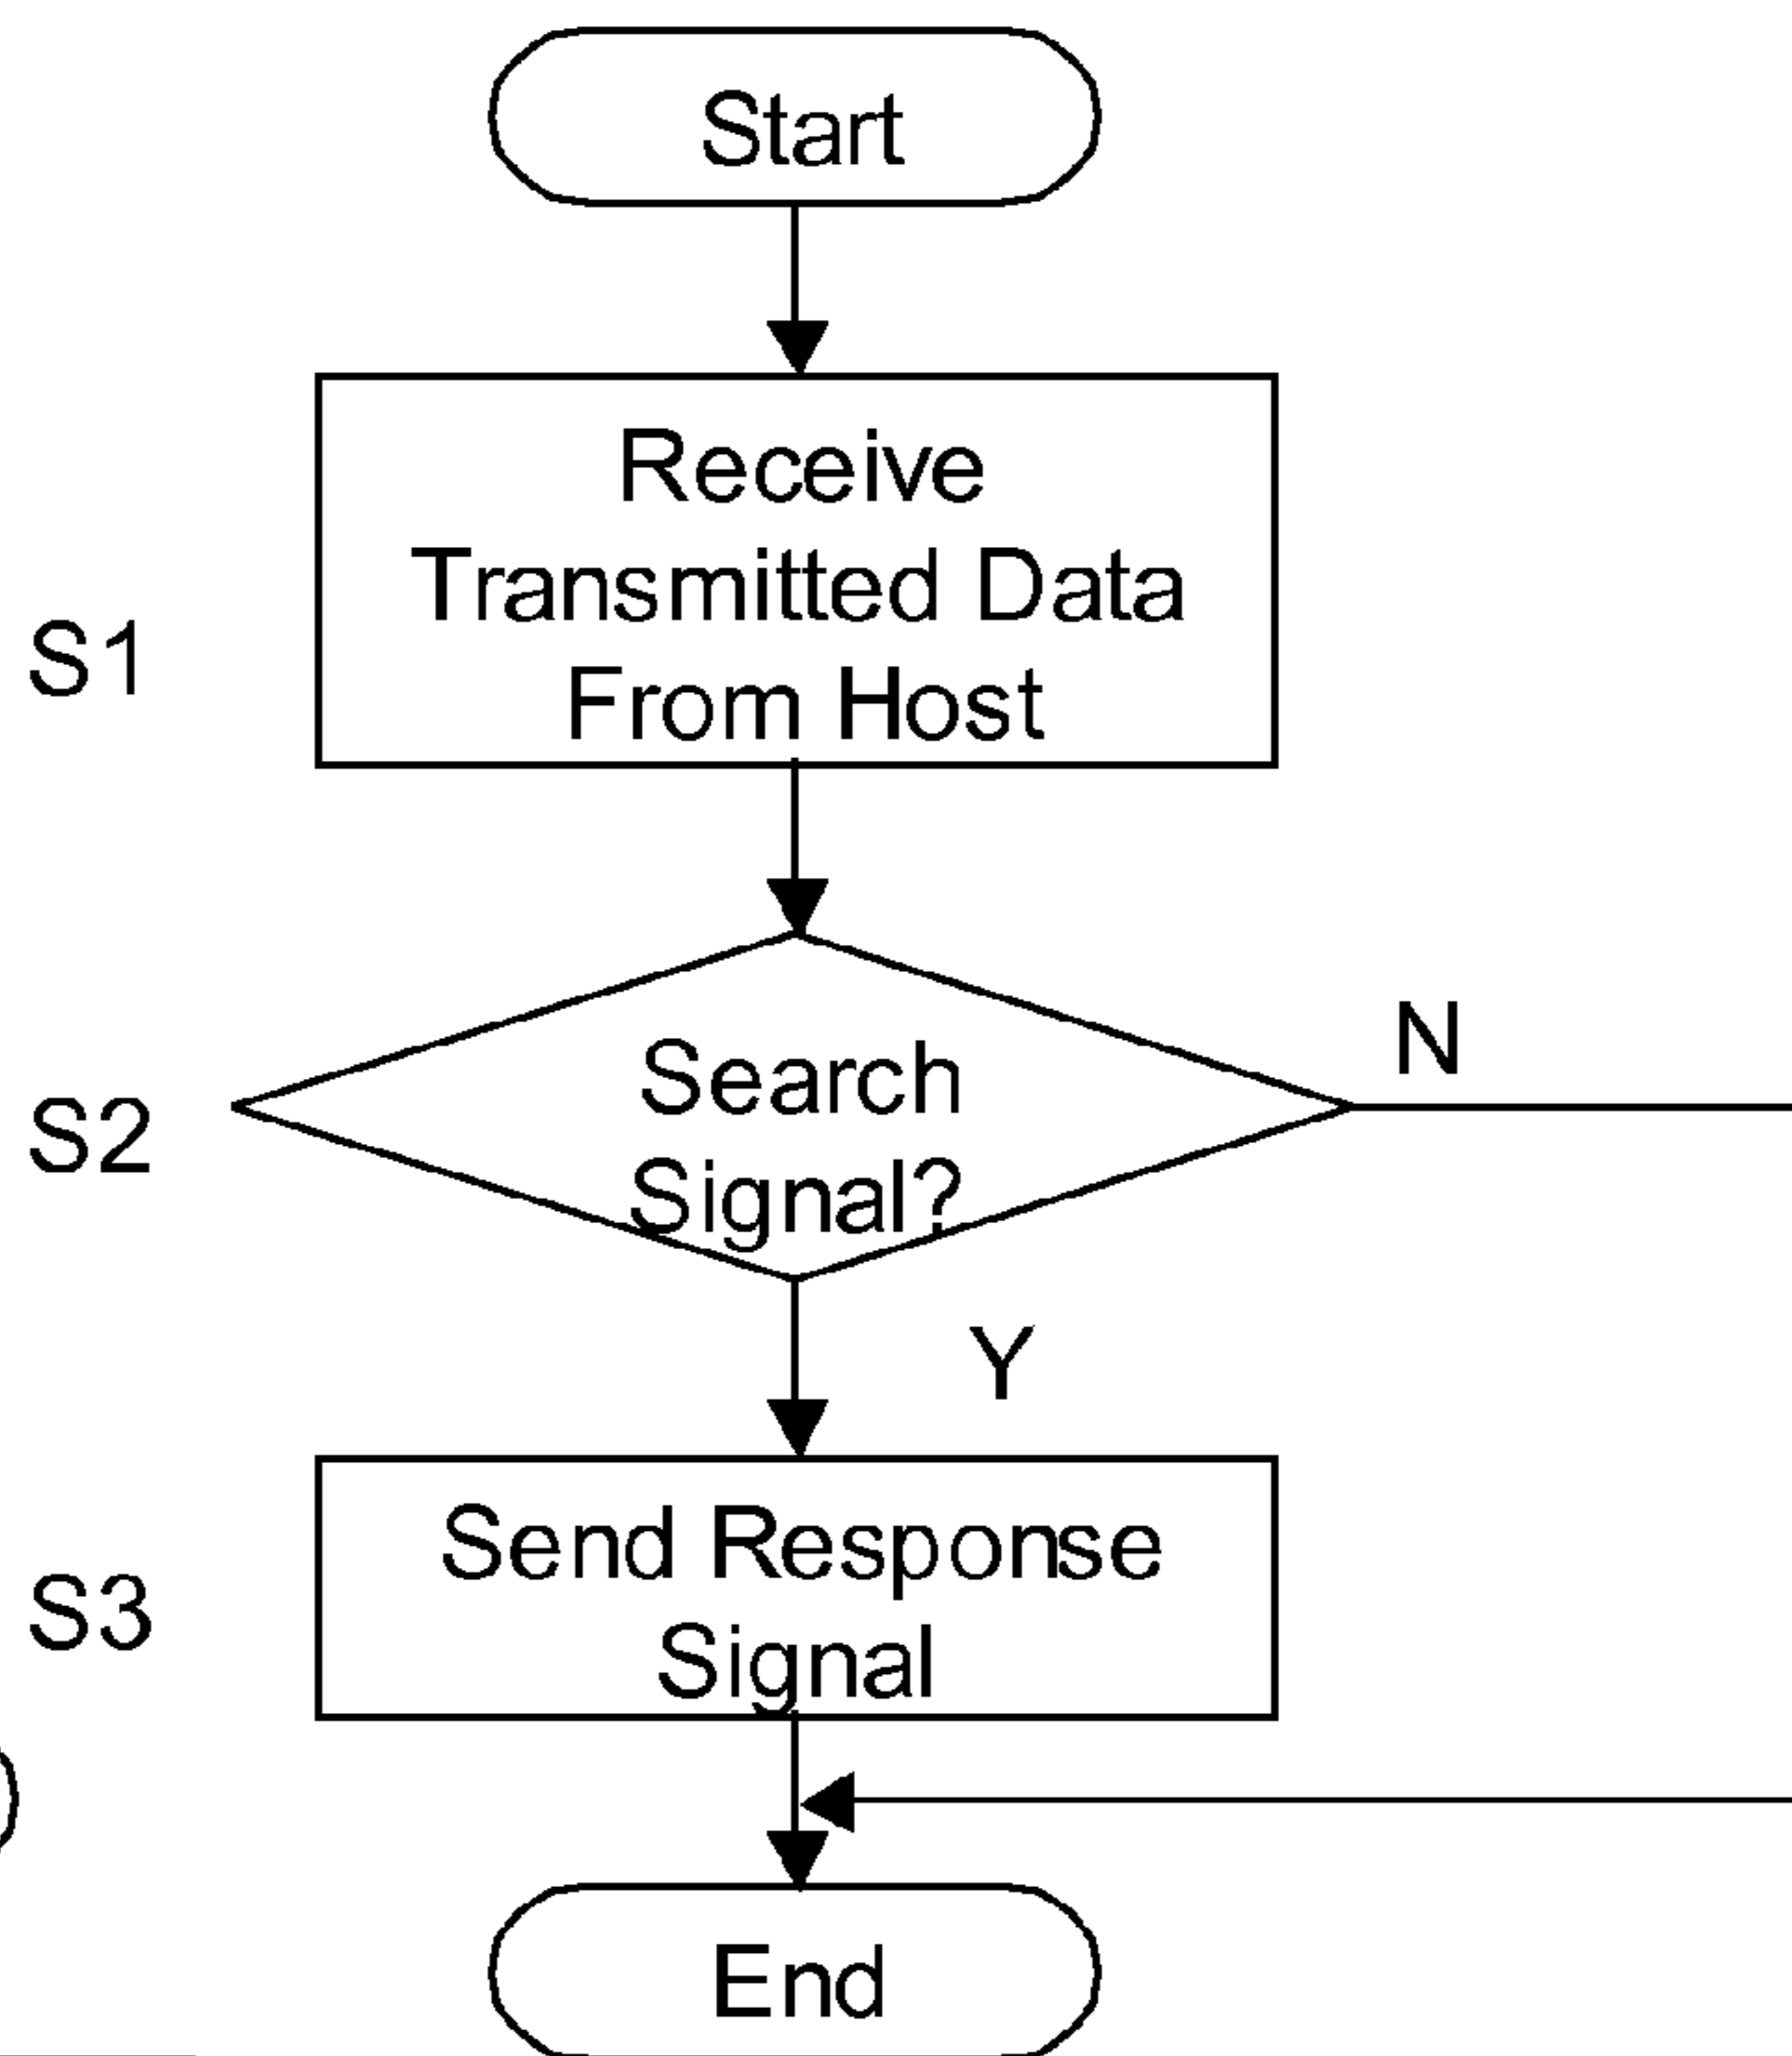 Start
Receive
Transmitted Data
From Host
S1
Search
Signal?
N
S2
Y
Send Response
Signal
S3
End